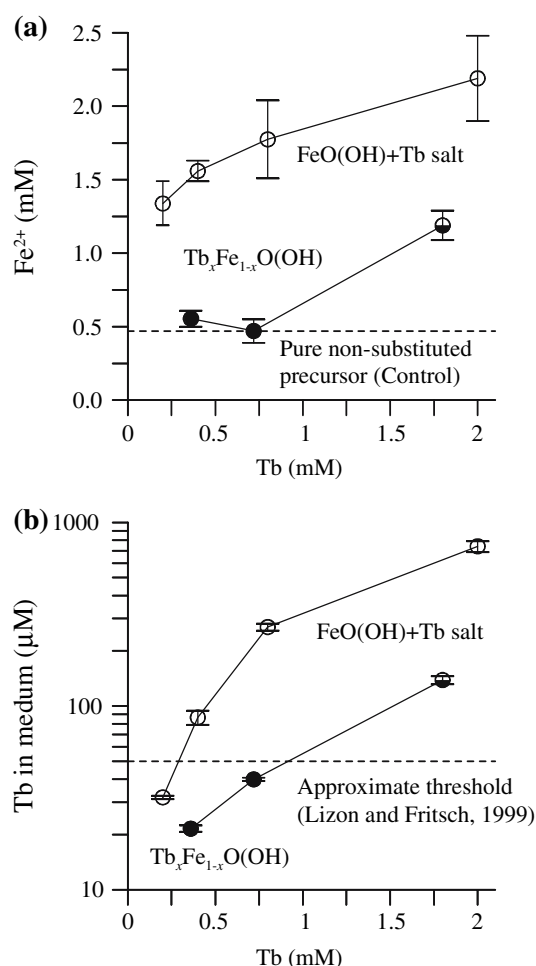 (a)
2.5
2.0
1.5
1.0
0.5
0.0
Fe²⁺ (mM)
FeO(OH)+Tb salt
TbₓFe₁₋ₓO(OH)
Pure non-substituted
precursor (Control)
0 0.5 1 1.5 2
Tb (mM)
(b)
1000
100
10
Tb in medum (µM)
FeO(OH)+Tb salt
Approximate threshold
(Lizon and Fritsch, 1999)
TbₓFe₁₋ₓO(OH)
0 0.5 1 1.5 2
Tb (mM)